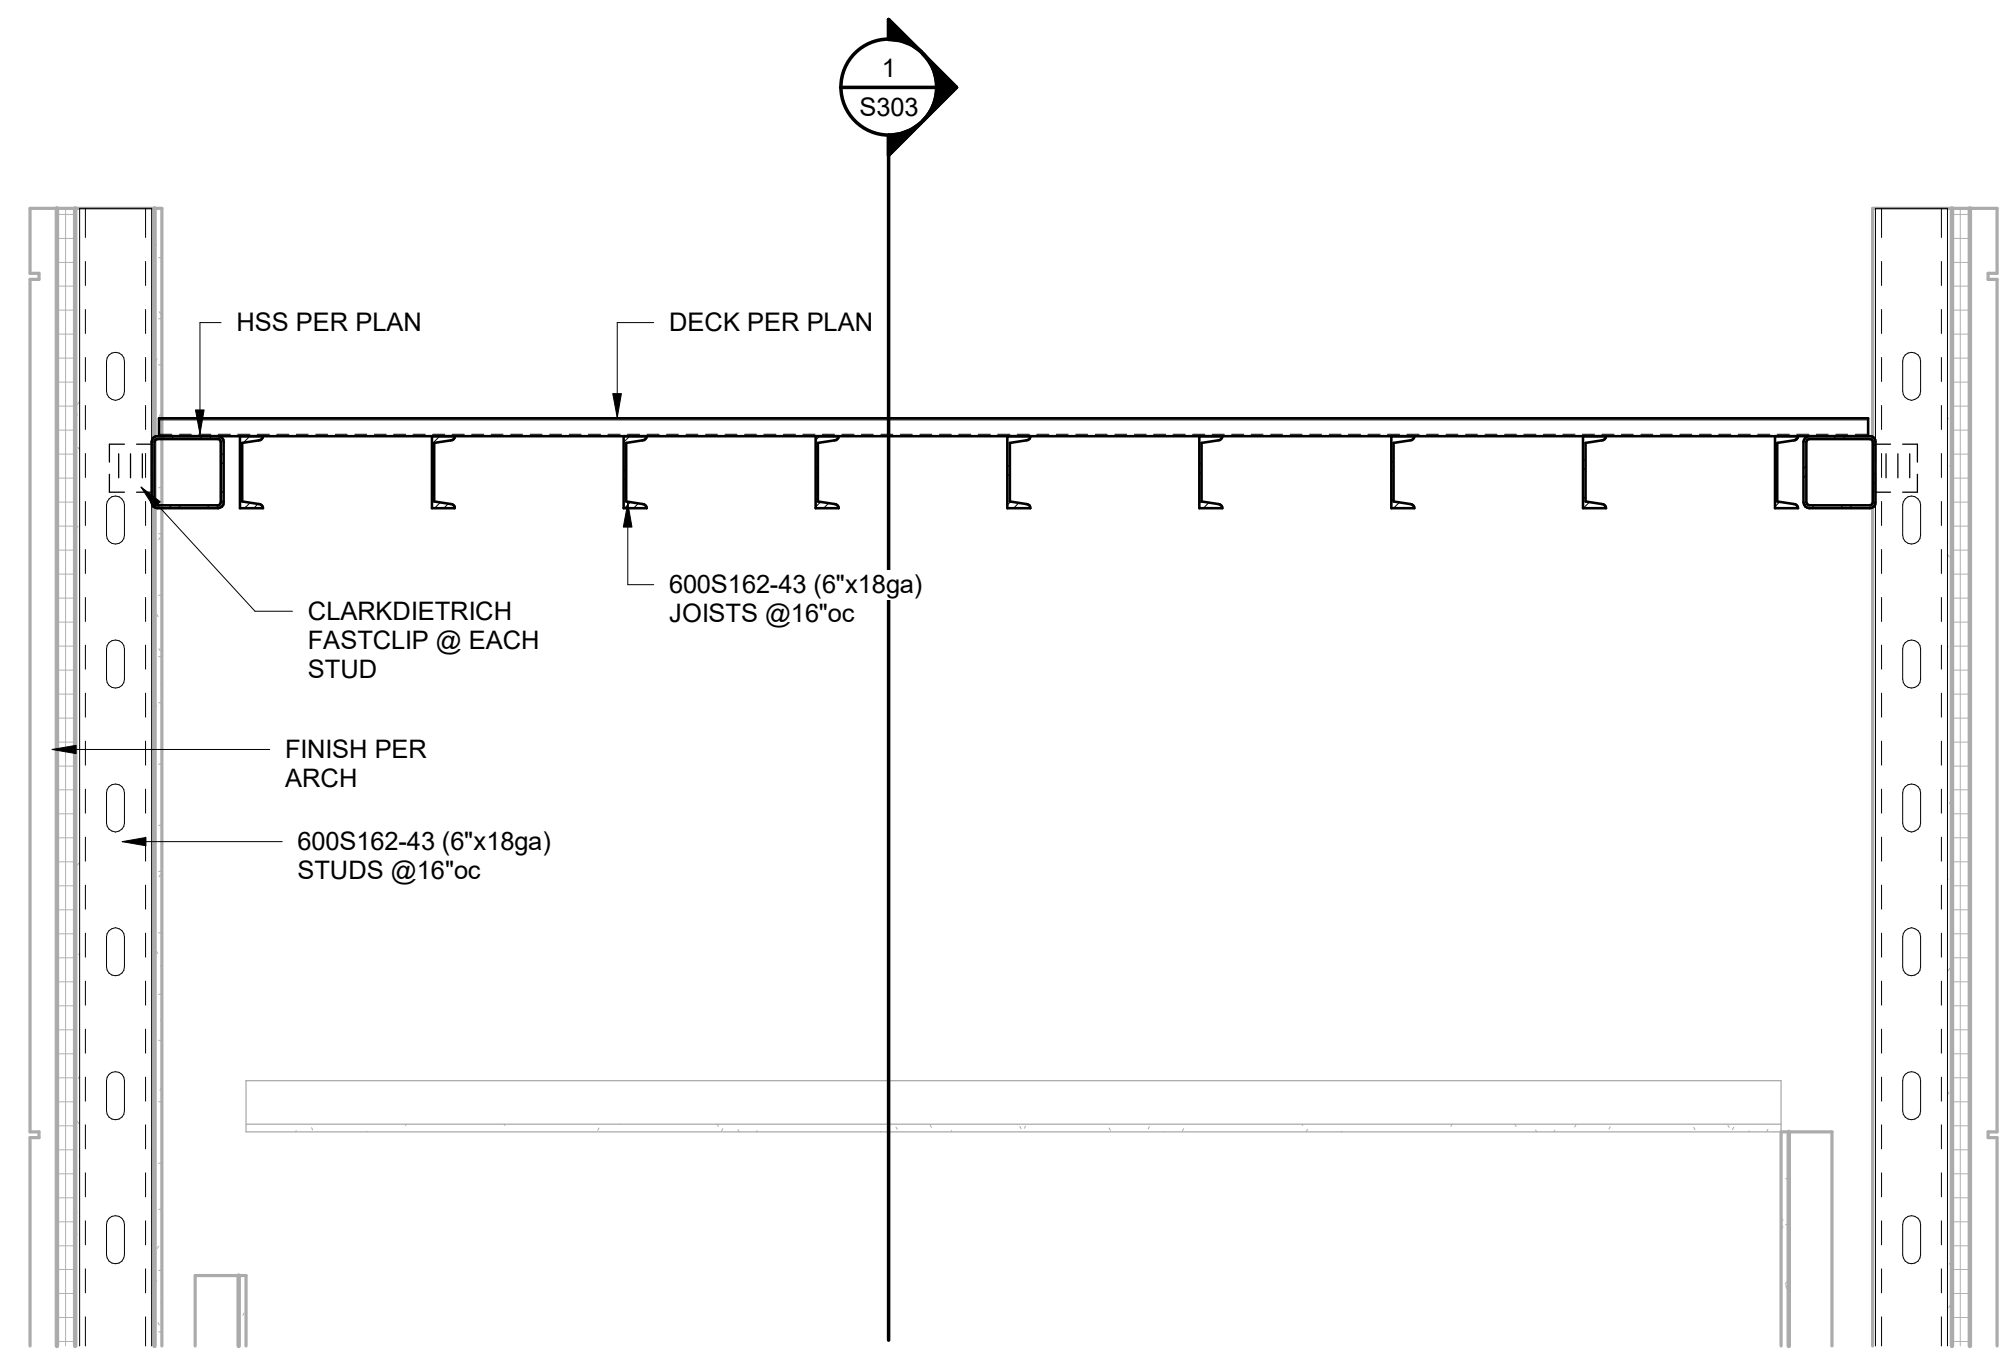 1
S303
HSS PER PLAN
DECK PER PLAN
600S162-43 (6"x18ga)
JOISTS @16"oc
CLARKDIETRICH
FASTCLIP @ EACH
STUD
FINISH PER
ARCH
600S162-43 (6"x18ga)
STUDS @16"oc